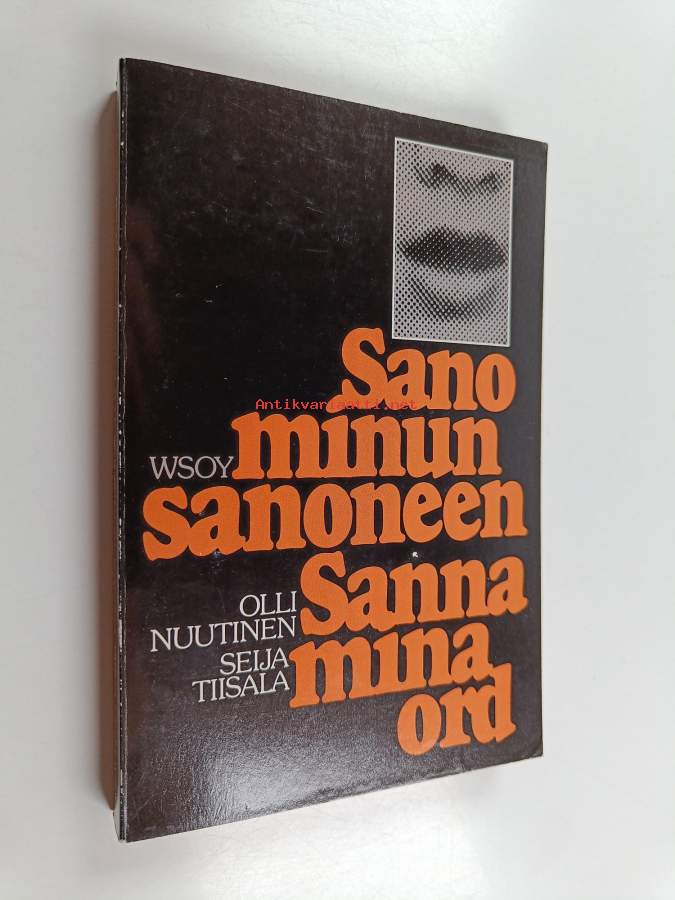 Sano
Antikvariaatti.net
WSOY minun
sanoneen
OLLI
NUUTINEN
SEIJA
TIISALA
Sanna
mina
ord